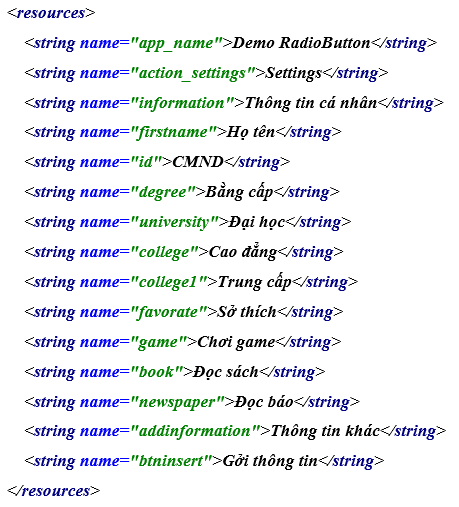 <resources>
<string name="app_name">Demo RadioButton</string>
<string name="action_settings">Settings</string>
<string name="information">Thông tin cá nhân</string>
<string name="firstname">Họ tên</string>
<string name="id">CMND</string>
<string name="degree">Bằng cấp</string>
<string name="university">Đại học</string>
<string name="college">Cao đẳng</string>
<string name="college1">Trung cấp</string>
<string name="favorate">Sở thích</string>
<string name="game">Chơi game</string>
<string name="book">Đọc sách</string>
<string name="newspaper">Đọc báo</string>
<string name="addinformation">Thông tin khác</string>
<string name="btninsert">Gởi thông tin</string>
</resources>